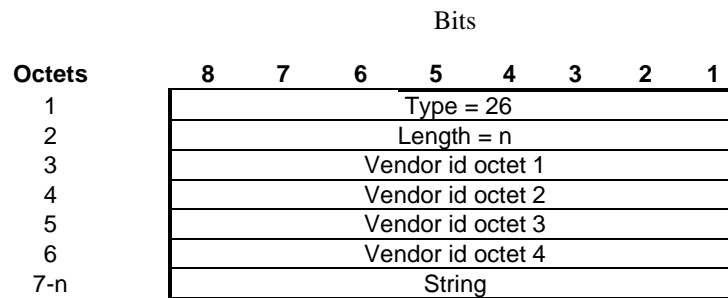 Bits
Octets 8 7 6 5 4 3 2 1
1 Type = 26
2 Length = n
3 Vendor id octet 1
4 Vendor id octet 2
5 Vendor id octet 3
6 Vendor id octet 4
7-n String